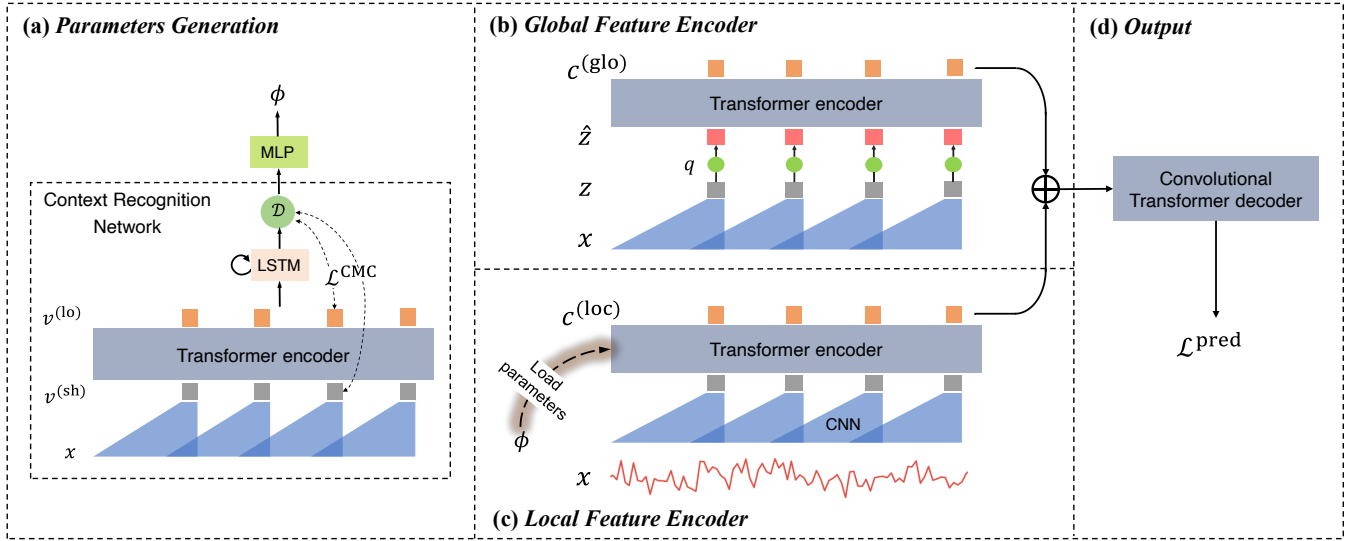 (a) Parameters Generation
ϕ
MLP
Context Recognition
Network
𝒟
LSTM
ℒ^CMC
v^(lo)
Transformer encoder
v^(sh)
x
(b) Global Feature Encoder
c^(glo)
Transformer encoder
ẑ
q
z
x
c^(loc)
Transformer encoder
Load
parameters
CNN
ϕ
x
(c) Local Feature Encoder
(d) Output
Convolutional
Transformer decoder
ℒ^pred